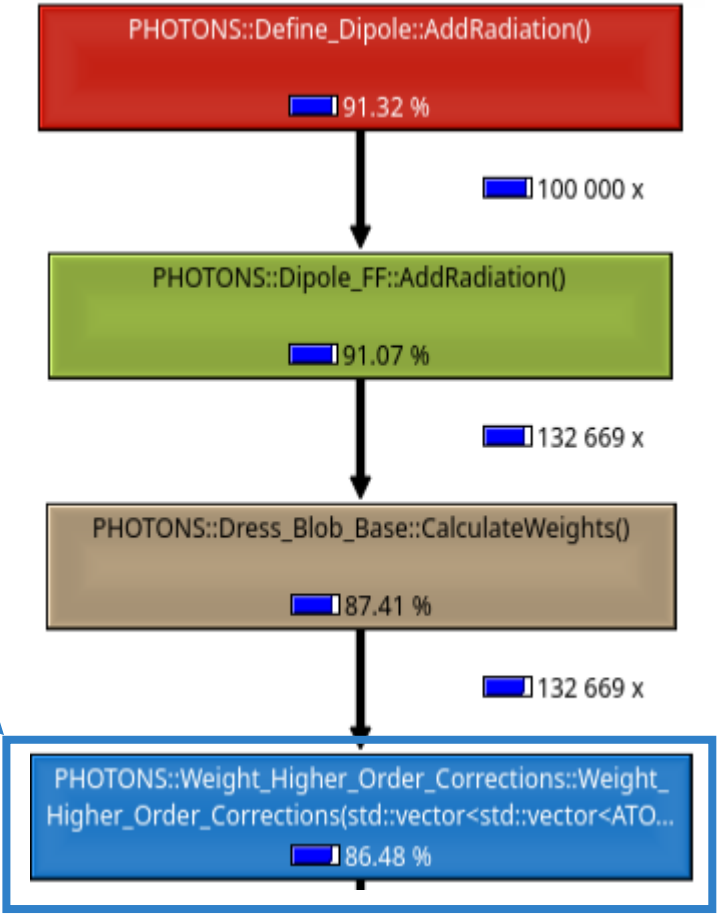 PHOTONS::Define_Dipole::AddRadiation()
91.32 %
100 000 x
PHOTONS::Dipole_FF::AddRadiation()
91.07 %
132 669 x
PHOTONS::Dress_Blob_Base::CalculateWeights()
87.41 %
132 669 x
PHOTONS::Weight_Higher_Order_Corrections::Weight_
Higher_Order_Corrections(std::vector<std::vector<ATO...
86.48 %